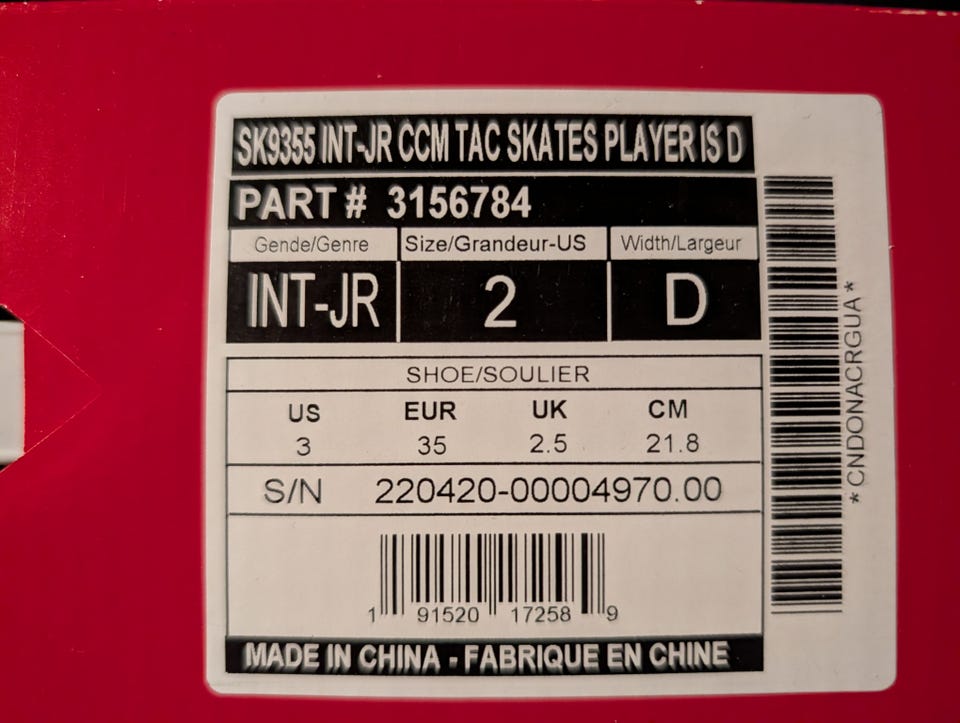 SK9355 INT-JR CCM TAC SKATES PLAYER IS D
PART # 3156784
Gende/Genre Size/Grandeur-US Width/Largeur
INT-JR 2 D
SHOE/SOULIER
US EUR UK CM
3 35 2.5 21.8
S/N 220420-00004970.00
1 91520 17258 9
MADE IN CHINA - FABRIQUE EN CHINE
*CNDONACRGUA*